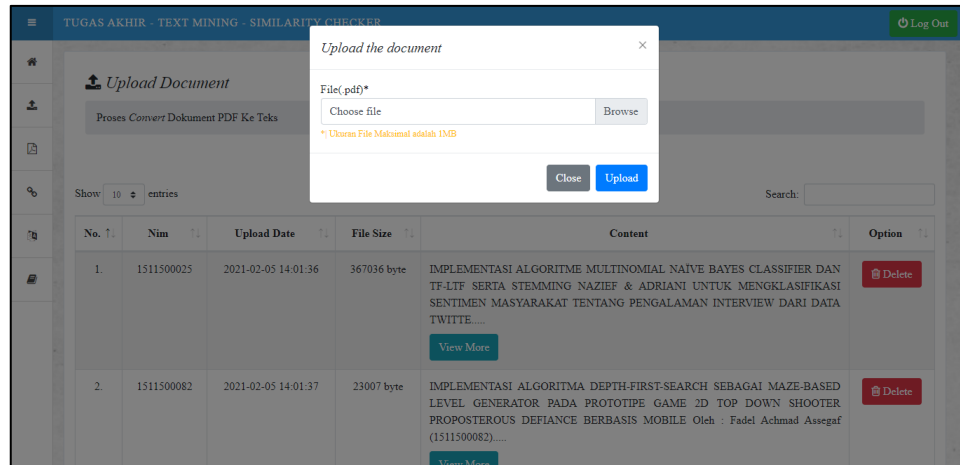 TUGAS AKHIR - TEXT MINING - SIMILARITY CHECKER
Log Out
Upload the document
×
File(.pdf)*
Choose file
Browse
*) Ukuran File Maksimal adalah 1MB
Close
Upload
Upload Document
Proses Convert Dokument PDF Ke Teks
Show 10 entries
Search:
No. Nim Upload Date File Size Content Option
1. 1511500025 2021-02-05 14:01:36 367036 byte IMPLEMENTASI ALGORITME MULTINOMIAL NAÏVE BAYES CLASSIFIER DAN Delete
TF-LTF SERTA STEMMING NAZIEF & ADRIANI UNTUK MENGKLASIFIKASI
SENTIMEN MASYARAKAT TENTANG PENGALAMAN INTERVIEW DARI DATA
TWITTE.....
View More
2. 1511500082 2021-02-05 14:01:37 23007 byte IMPLEMENTASI ALGORITMA DEPTH-FIRST-SEARCH SEBAGAI MAZE-BASED Delete
LEVEL GENERATOR PADA PROTOTIPE GAME 2D TOP DOWN SHOOTER
PROPOSTEROUS DEFIANCE BERBASIS MOBILE Oleh : Fadel Achmad Assegaf
(1511500082).....
View More